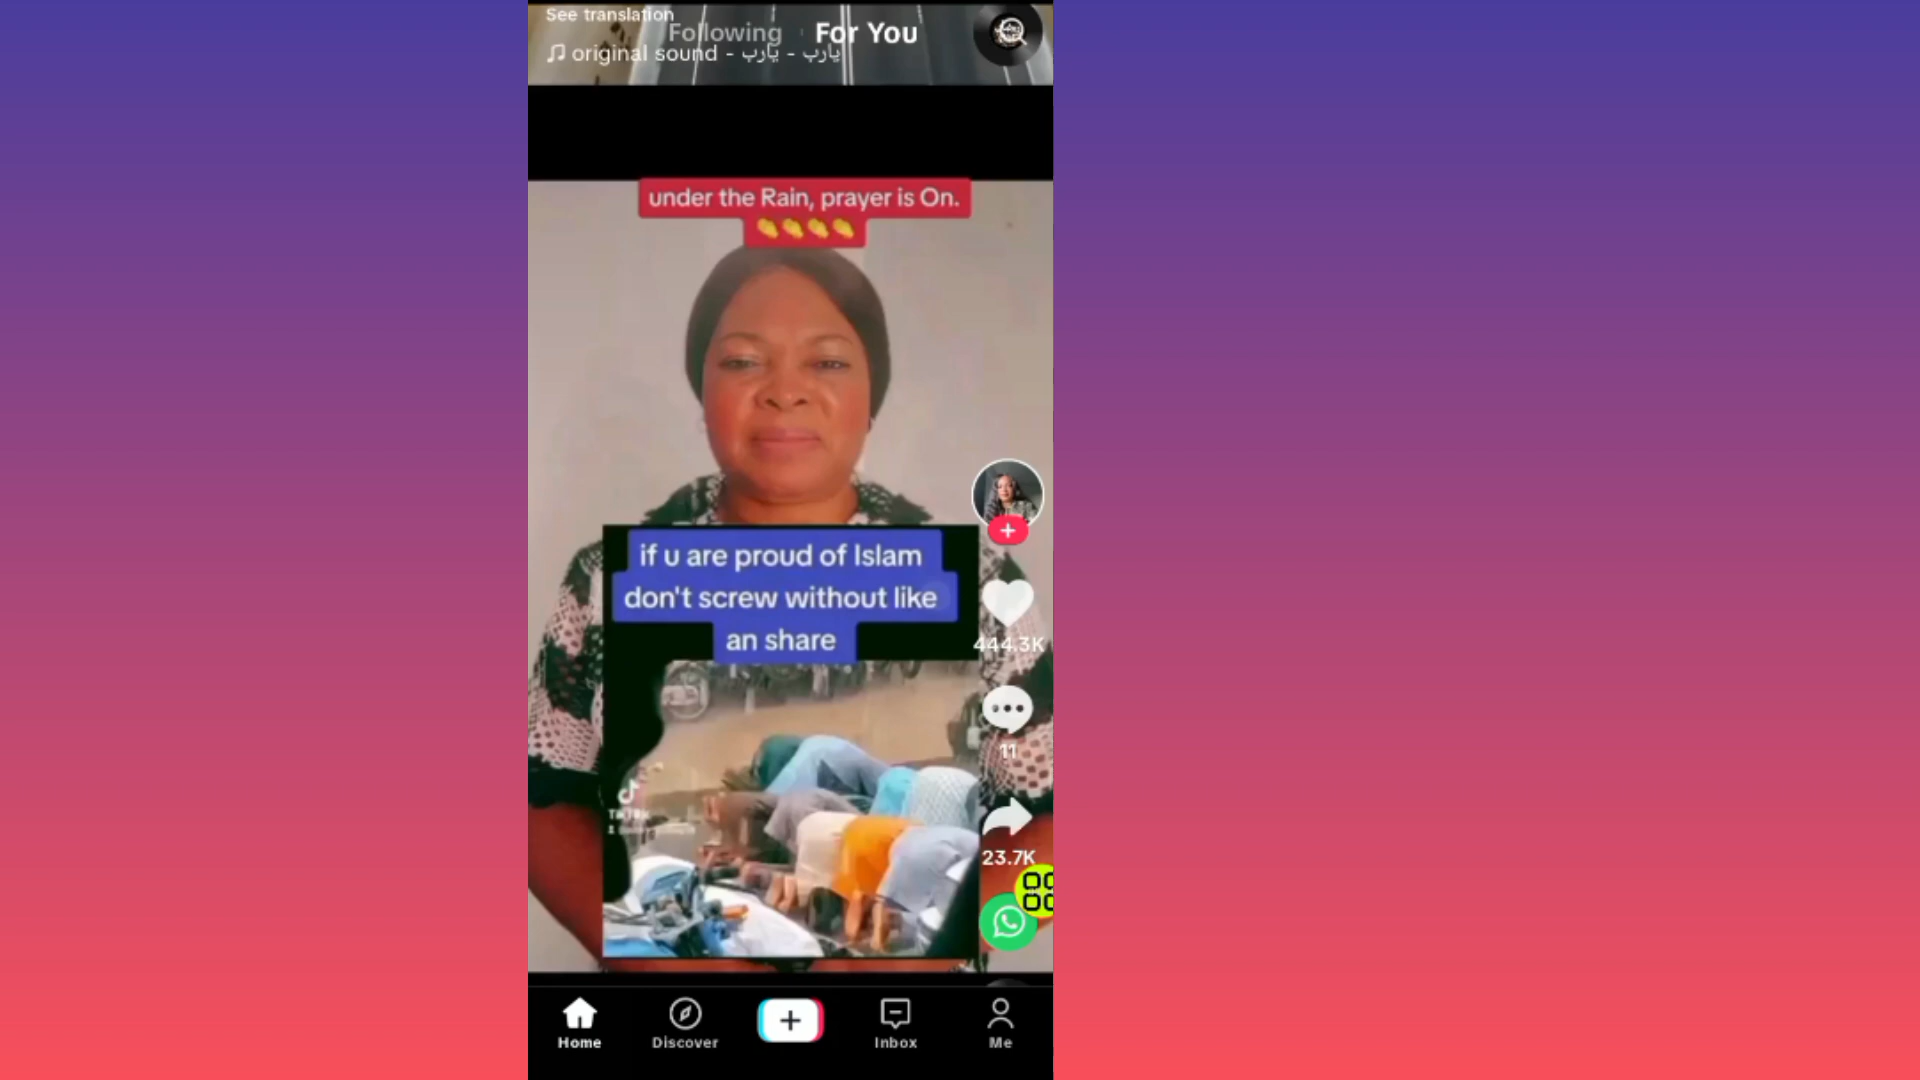 See translation
Following
For You
original sound - يارب - يارب
under the Rain, prayer is On.
👏👏👏👏
if u are proud of Islam
don't screw without like
an share
444.3K
11
TikTok
23.7K
Home
Discover
Inbox
Me